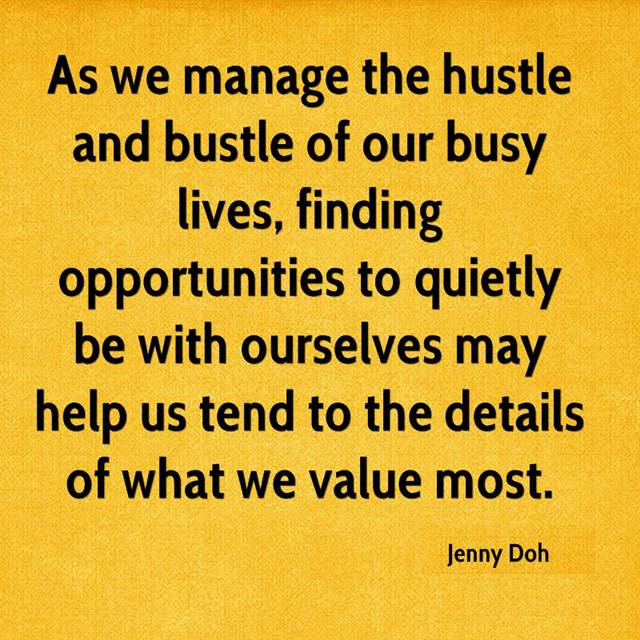 As we manage the hustle
and bustle of our busy
lives, finding
opportunities to quietly
be with ourselves may
help us tend to the details
of what we value most.
Jenny Doh